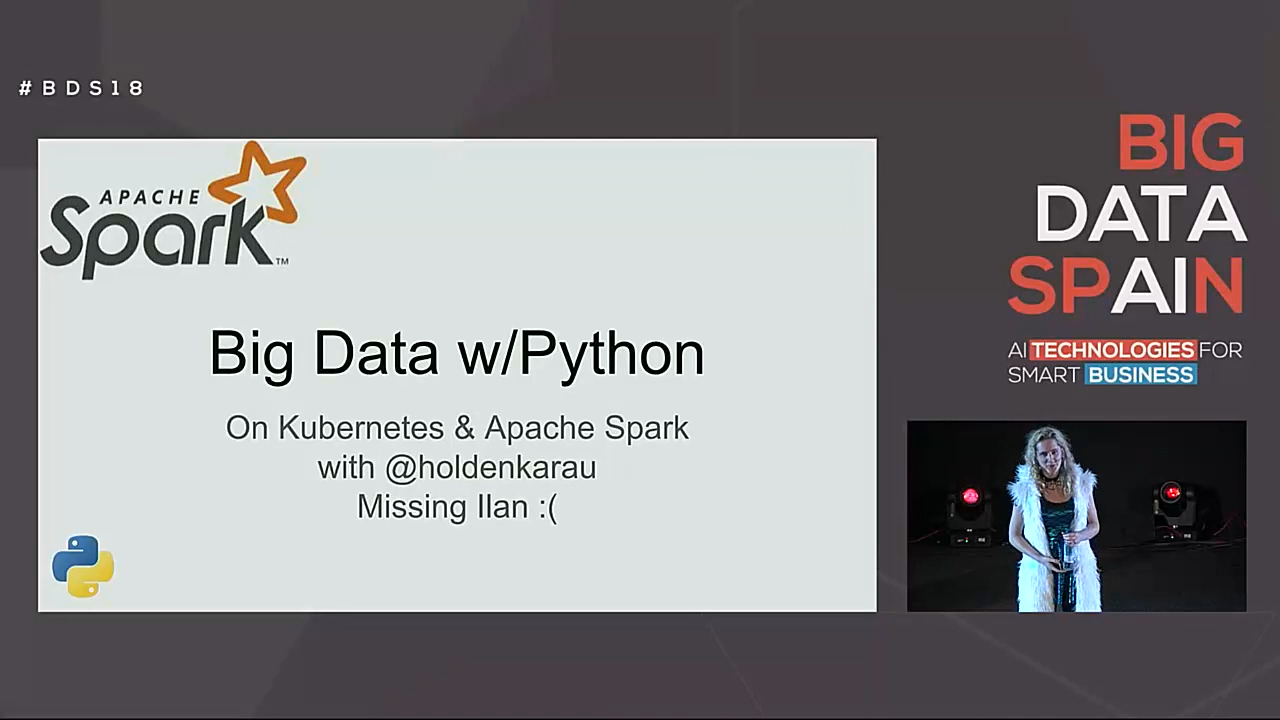 #BDS18
APACHE
Spark™
Big Data w/Python
On Kubernetes & Apache Spark
with @holdenkarau
Missing Ilan :(
BIG
DATA
SPAIN
AI TECHNOLOGIES FOR
SMART BUSINESS